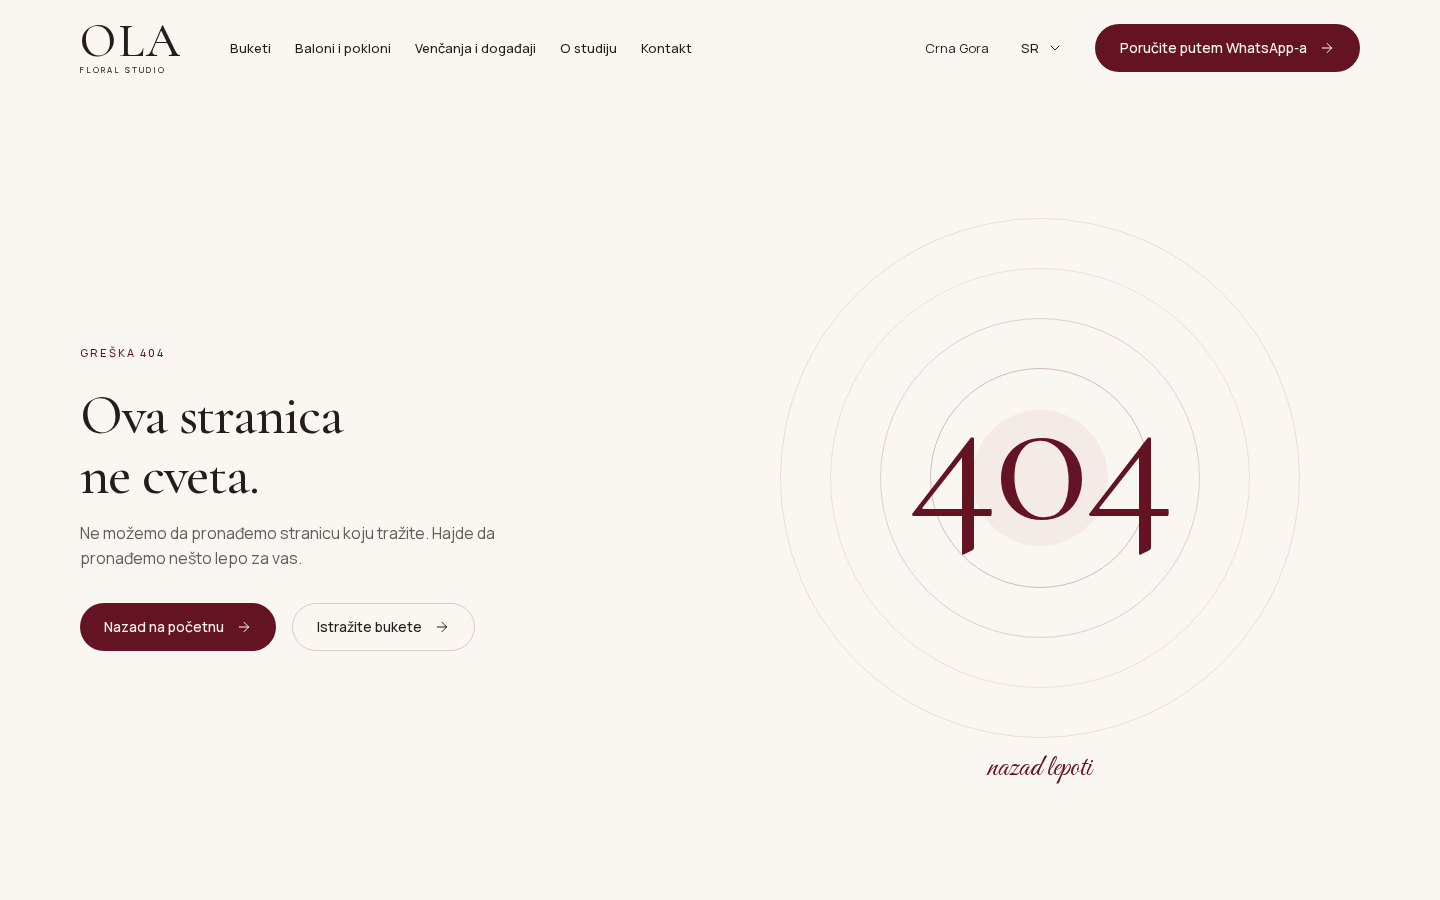 OLA
FLORAL STUDIO
Buketi
Baloni i pokloni
Venčanja i događaji
O studiju
Kontakt
Crna Gora
SR
Poručite putem WhatsApp-a
GREŠKA 404
Ova stranica
ne cveta.
Ne možemo da pronađemo stranicu koju tražite. Hajde da
pronađemo nešto lepo za vas.
Nazad na početnu
Istražite bukete
404
nazad lepoti